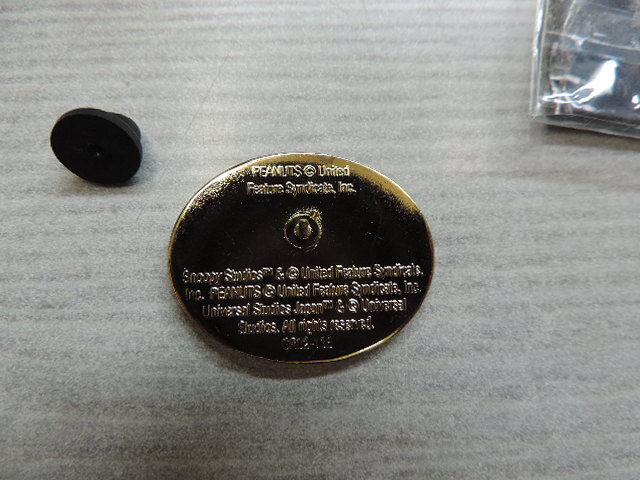 PEANUTS © United
Feature Syndicate, Inc.
Snoopy Studios™ & © United Feature Syndicate,
Inc. PEANUTS © United Feature Syndicate, Inc.
Universal Studios Japan™ & © Universal
Studios. All rights reserved.